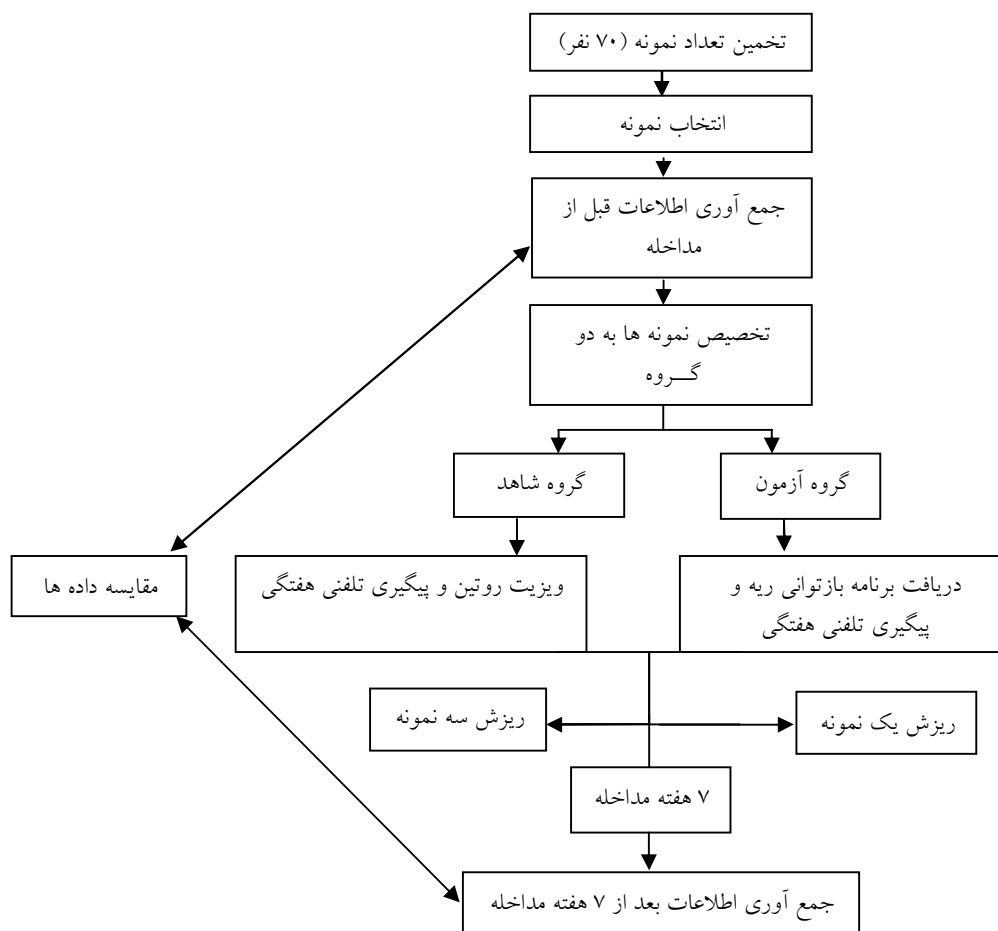 تخمین تعداد نمونه (۷۰ نفر)
انتخاب نمونه
جمع آوری اطلاعات قبل از
مداخله
تخصیص نمونه ها به دو
گـــروه
گروه آزمون
گروه شاهد
دریافت برنامه بازتوانی ریه و
پیگیری تلفنی هفتگی
ویزیت روتین و پیگیری تلفنی هفتگی
مقایسه داده ها
ریزش یک نمونه
ریزش سه نمونه
۷ هفته مداخله
جمع آوری اطلاعات بعد از ۷ هفته مداخله